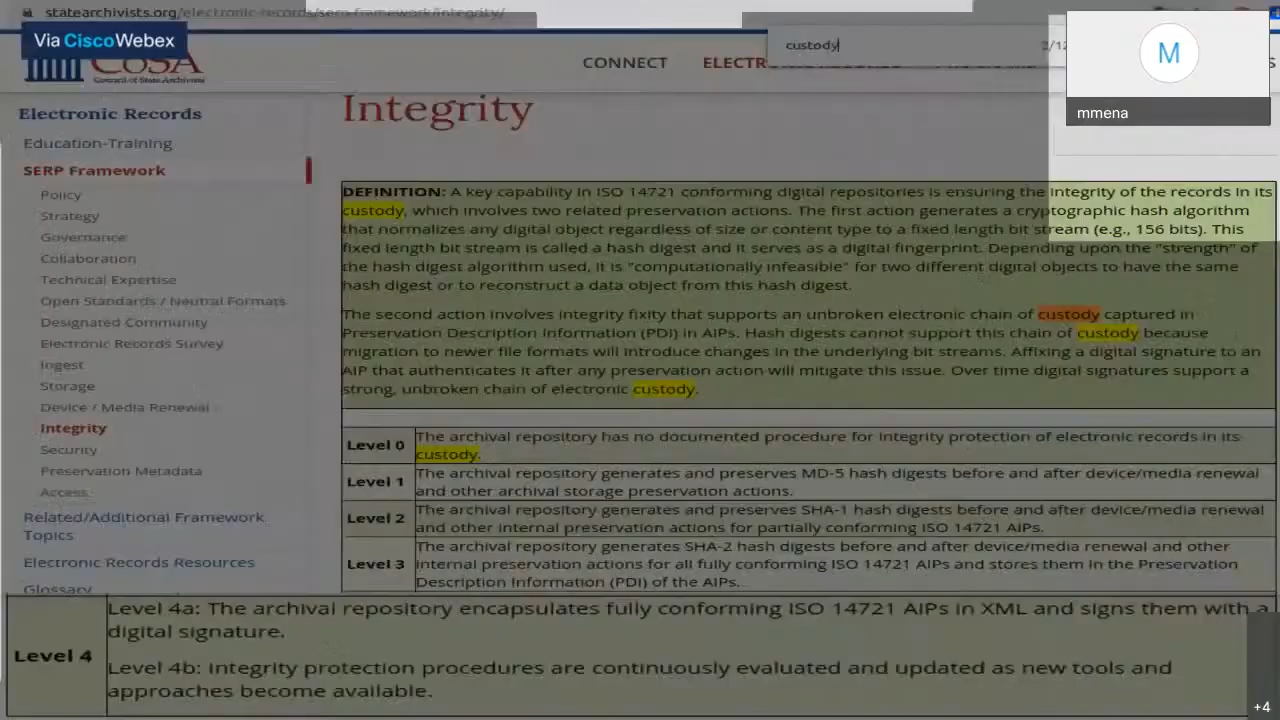 statearchivists.org/electronic-records/serp-framework/integrity/
Via CiscoWebex
custody
2/12
CoSA
Council of State Archivists
CONNECT
mmena
Electronic Records
Education-Training
SERP Framework
Policy
Strategy
Governance
Collaboration
Technical Expertise
Open Standards / Neutral Formats
Designated Community
Electronic Records Survey
Ingest
Storage
Device / Media Renewal
Integrity
Security
Preservation Metadata
Access
Related/Additional Framework
Topics
Electronic Records Resources
Glossary
Integrity
DEFINITION: A key capability in ISO 14721 conforming digital repositories is ensuring the integrity of the records in its
custody, which involves two related preservation actions. The first action generates a cryptographic hash algorithm
that normalizes any digital object regardless of size or content type to a fixed length bit stream (e.g., 156 bits). This
fixed length bit stream is called a hash digest and it serves as a digital fingerprint. Depending upon the "strength" of
the hash digest algorithm used, it is "computationally infeasible" for two different digital objects to have the same
hash digest or to reconstruct a data object from this hash digest.
The second action involves integrity fixity that supports an unbroken electronic chain of custody captured in
Preservation Description Information (PDI) in AIPs. Hash digests cannot support this chain of custody because
migration to newer file formats will introduce changes in the underlying bit streams. Affixing a digital signature to an
AIP that authenticates it after any preservation action will mitigate this issue. Over time digital signatures support a
strong, unbroken chain of electronic custody.
Level 0 The archival repository has no documented procedure for integrity protection of electronic records in its
custody.
Level 1 The archival repository generates and preserves MD-5 hash digests before and after device/media renewal
and other archival storage preservation actions.
Level 2 The archival repository generates and preserves SHA-1 hash digests before and after device/media renewal
and other internal preservation actions for partially conforming ISO 14721 AIPs.
Level 3 The archival repository generates SHA-2 hash digests before and after device/media renewal and other
internal preservation actions for all fully conforming ISO 14721 AIPs and stores them in the Preservation
Description Information (PDI) of the AIPs.
Level 4 Level 4a: The archival repository encapsulates fully conforming ISO 14721 AIPs in XML and signs them with a
digital signature.
Level 4b: Integrity protection procedures are continuously evaluated and updated as new tools and
approaches become available.
M
+4